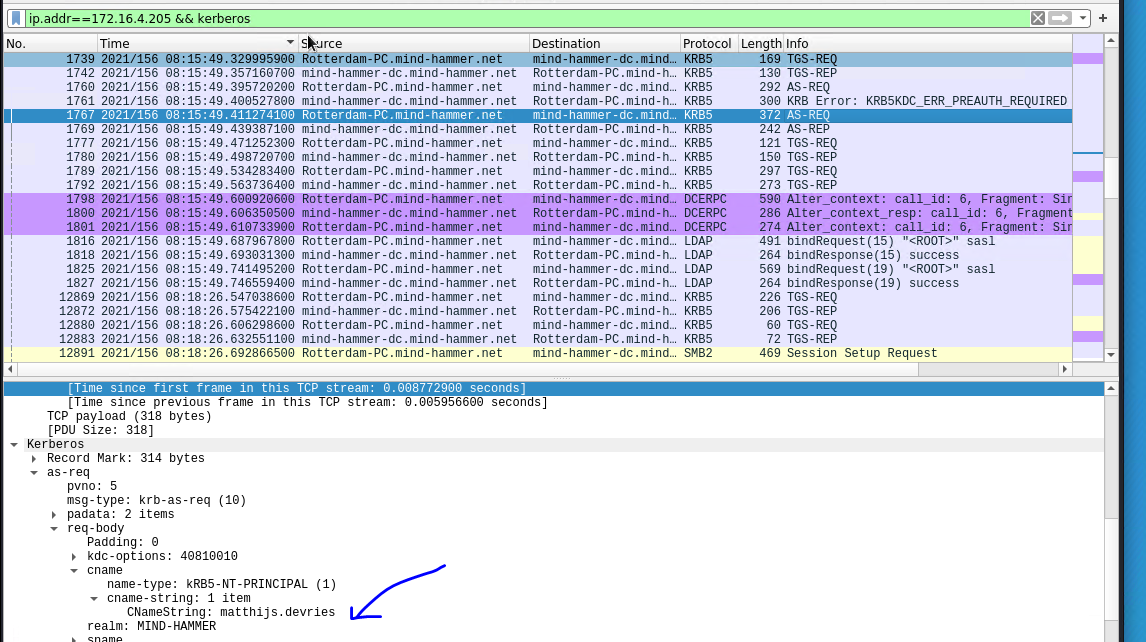 ip.addr==172.16.4.205 && kerberos
No. Time Source Destination Protocol Length Info
1739 2021/156 08:15:49.329995900 Rotterdam-PC.mind-hammer.net mind-hammer-dc.mind… KRB5 169 TGS-REQ
1742 2021/156 08:15:49.357160700 mind-hammer-dc.mind-hammer.net Rotterdam-PC.mind-h… KRB5 130 TGS-REP
1760 2021/156 08:15:49.395720200 Rotterdam-PC.mind-hammer.net mind-hammer-dc.mind… KRB5 292 AS-REQ
1761 2021/156 08:15:49.400527800 mind-hammer-dc.mind-hammer.net Rotterdam-PC.mind-h… KRB5 300 KRB Error: KRB5KDC_ERR_PREAUTH_REQUIRED
1767 2021/156 08:15:49.411274100 Rotterdam-PC.mind-hammer.net mind-hammer-dc.mind… KRB5 372 AS-REQ
1769 2021/156 08:15:49.439387100 mind-hammer-dc.mind-hammer.net Rotterdam-PC.mind-h… KRB5 242 AS-REP
1777 2021/156 08:15:49.471252300 Rotterdam-PC.mind-hammer.net mind-hammer-dc.mind… KRB5 121 TGS-REQ
1780 2021/156 08:15:49.498720700 mind-hammer-dc.mind-hammer.net Rotterdam-PC.mind-h… KRB5 150 TGS-REP
1789 2021/156 08:15:49.534283400 Rotterdam-PC.mind-hammer.net mind-hammer-dc.mind… KRB5 297 TGS-REQ
1792 2021/156 08:15:49.563736400 mind-hammer-dc.mind-hammer.net Rotterdam-PC.mind-h… KRB5 273 TGS-REP
1798 2021/156 08:15:49.600920600 Rotterdam-PC.mind-hammer.net mind-hammer-dc.mind… DCERPC 590 Alter_context: call_id: 6, Fragment: Sin
1800 2021/156 08:15:49.606350500 mind-hammer-dc.mind-hammer.net Rotterdam-PC.mind-h… DCERPC 286 Alter_context_resp: call_id: 6, Fragment
1801 2021/156 08:15:49.610733900 Rotterdam-PC.mind-hammer.net mind-hammer-dc.mind… DCERPC 274 Alter_context: call_id: 6, Fragment: Sin
1816 2021/156 08:15:49.687967800 Rotterdam-PC.mind-hammer.net mind-hammer-dc.mind… LDAP 491 bindRequest(15) "<ROOT>" sasl
1818 2021/156 08:15:49.693031300 mind-hammer-dc.mind-hammer.net Rotterdam-PC.mind-h… LDAP 264 bindResponse(15) success
1825 2021/156 08:15:49.741495200 Rotterdam-PC.mind-hammer.net mind-hammer-dc.mind… LDAP 569 bindRequest(19) "<ROOT>" sasl
1827 2021/156 08:15:49.746559400 mind-hammer-dc.mind-hammer.net Rotterdam-PC.mind-h… LDAP 264 bindResponse(19) success
12869 2021/156 08:18:26.547038600 Rotterdam-PC.mind-hammer.net mind-hammer-dc.mind… KRB5 226 TGS-REQ
12872 2021/156 08:18:26.575422100 mind-hammer-dc.mind-hammer.net Rotterdam-PC.mind-h… KRB5 206 TGS-REP
12880 2021/156 08:18:26.606298600 Rotterdam-PC.mind-hammer.net mind-hammer-dc.mind… KRB5 60 TGS-REQ
12883 2021/156 08:18:26.632551100 mind-hammer-dc.mind-hammer.net Rotterdam-PC.mind-h… KRB5 72 TGS-REP
12891 2021/156 08:18:26.692866500 Rotterdam-PC.mind-hammer.net mind-hammer-dc.mind… SMB2 469 Session Setup Request
[Time since first frame in this TCP stream: 0.008772900 seconds]
[Time since previous frame in this TCP stream: 0.005956600 seconds]
TCP payload (318 bytes)
[PDU Size: 318]
Kerberos
Record Mark: 314 bytes
as-req
pvno: 5
msg-type: krb-as-req (10)
padata: 2 items
req-body
Padding: 0
kdc-options: 40810010
cname
name-type: kRB5-NT-PRINCIPAL (1)
cname-string: 1 item
CNameString: matthijs.devries
realm: MIND-HAMMER
sname